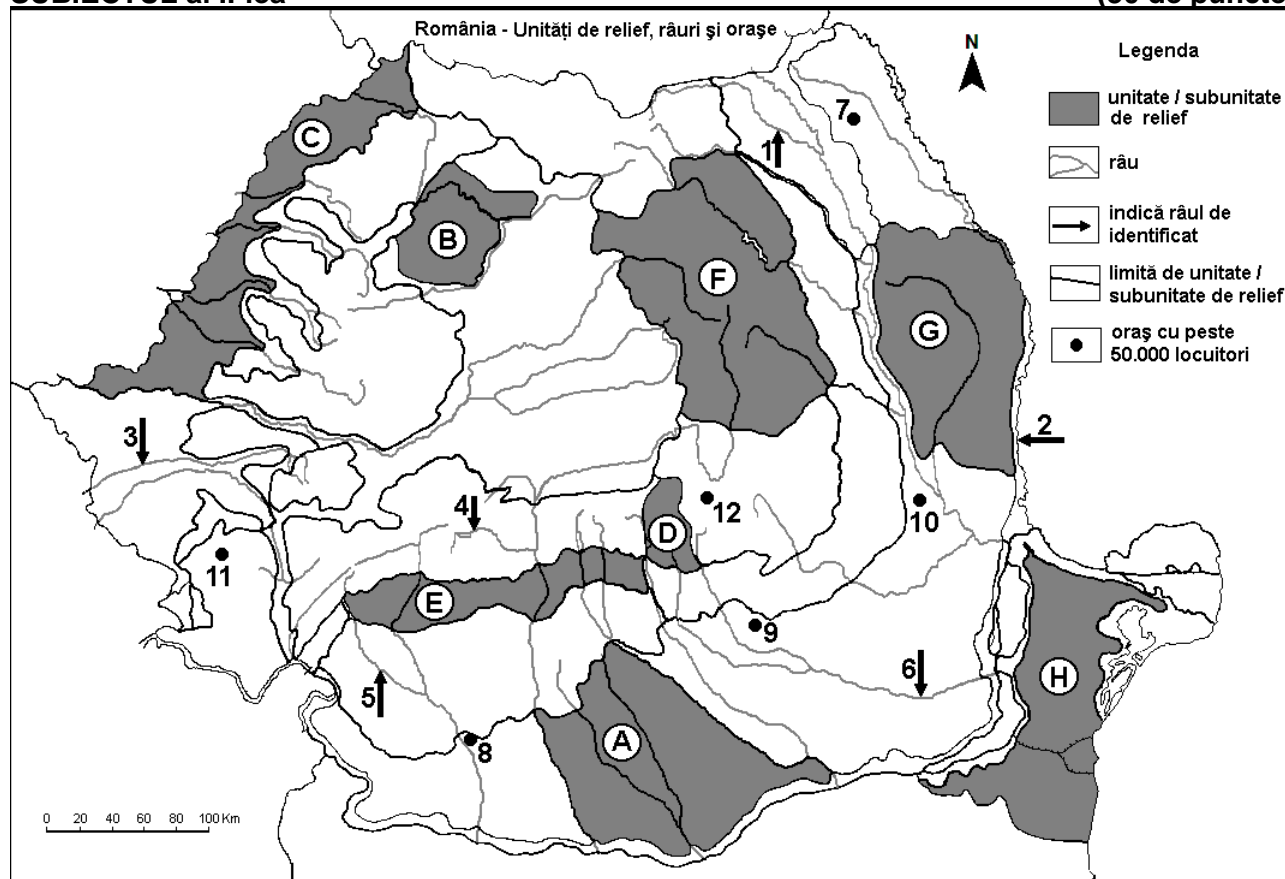 România - Unități de relief, râuri și orașe
N
Legenda
unitate / subunitate
de relief
râu
indică râul de
identificat
limită de unitate /
subunitate de relief
oraș cu peste
50.000 locuitori
C
7
1
B
F
G
3
2
4
12
10
D
11
E
9
6
H
5
A
8
0 20 40 60 80 100 Km